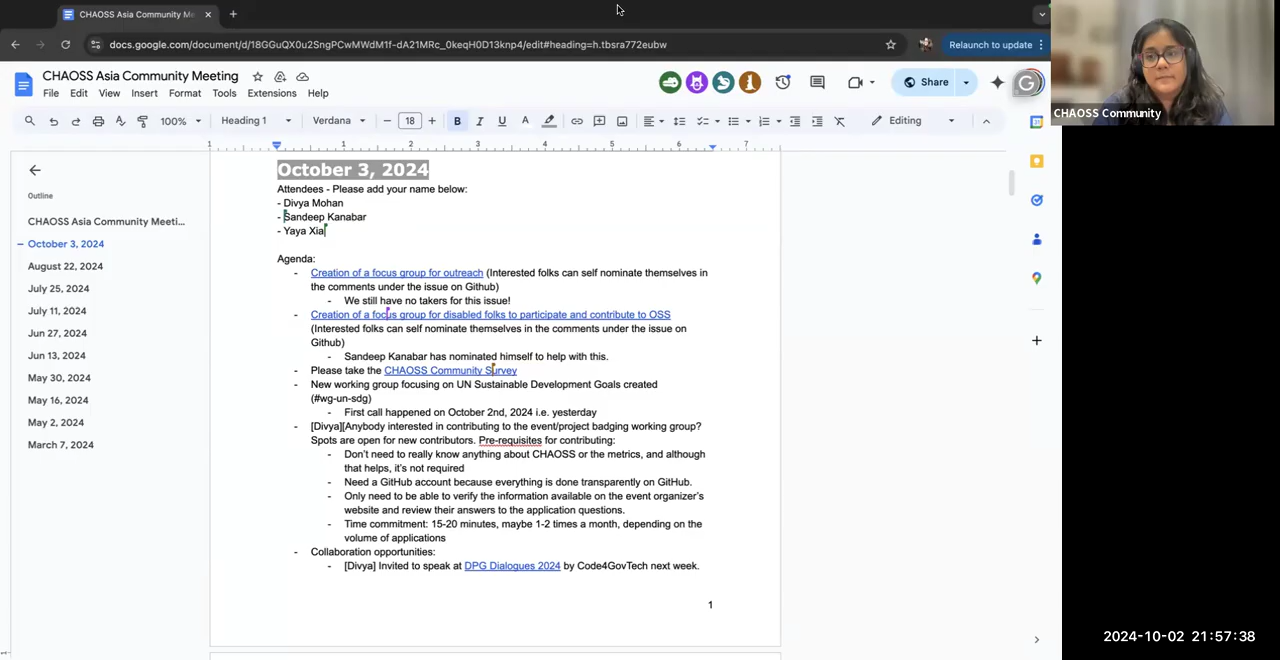 CHAOSS Asia Community Me
docs.google.com/document/d/18GGuQX0u2SngPCwMWdM1f-dA21MRc_0keqH0D13knp4/edit#heading=h.tbsra772eubw
Relaunch to update
CHAOSS Asia Community Meeting
Share
File Edit View Insert Format Tools Extensions Help
100% Heading 1 Verdana 18 B I U A Editing
CHAOSS Community
1 1 2 3 4 5 6 7
Outline
CHAOSS Asia Community Meeti...
October 3, 2024
August 22, 2024
July 25, 2024
July 11, 2024
Jun 27, 2024
Jun 13, 2024
May 30, 2024
May 16, 2024
May 2, 2024
March 7, 2024
October 3, 2024
Attendees - Please add your name below:
- Divya Mohan
- Sandeep Kanabar
- Yaya Xia
Agenda:
- Creation of a focus group for outreach (Interested folks can self nominate themselves in
the comments under the issue on Github)
- We still have no takers for this issue!
- Creation of a focus group for disabled folks to participate and contribute to OSS
(Interested folks can self nominate themselves in the comments under the issue on
Github)
- Sandeep Kanabar has nominated himself to help with this.
- Please take the CHAOSS Community Survey
- New working group focusing on UN Sustainable Development Goals created
(#wg-un-sdg)
- First call happened on October 2nd, 2024 i.e. yesterday
- [Divya][Anybody interested in contributing to the event/project badging working group?
Spots are open for new contributors. Pre-requisites for contributing:
- Don't need to really know anything about CHAOSS or the metrics, and although
that helps, it's not required
- Need a GitHub account because everything is done transparently on GitHub.
- Only need to be able to verify the information available on the event organizer's
website and review their answers to the application questions.
- Time commitment: 15-20 minutes, maybe 1-2 times a month, depending on the
volume of applications
- Collaboration opportunities:
- [Divya] Invited to speak at DPG Dialogues 2024 by Code4GovTech next week.
1
2024-10-02 21:57:38